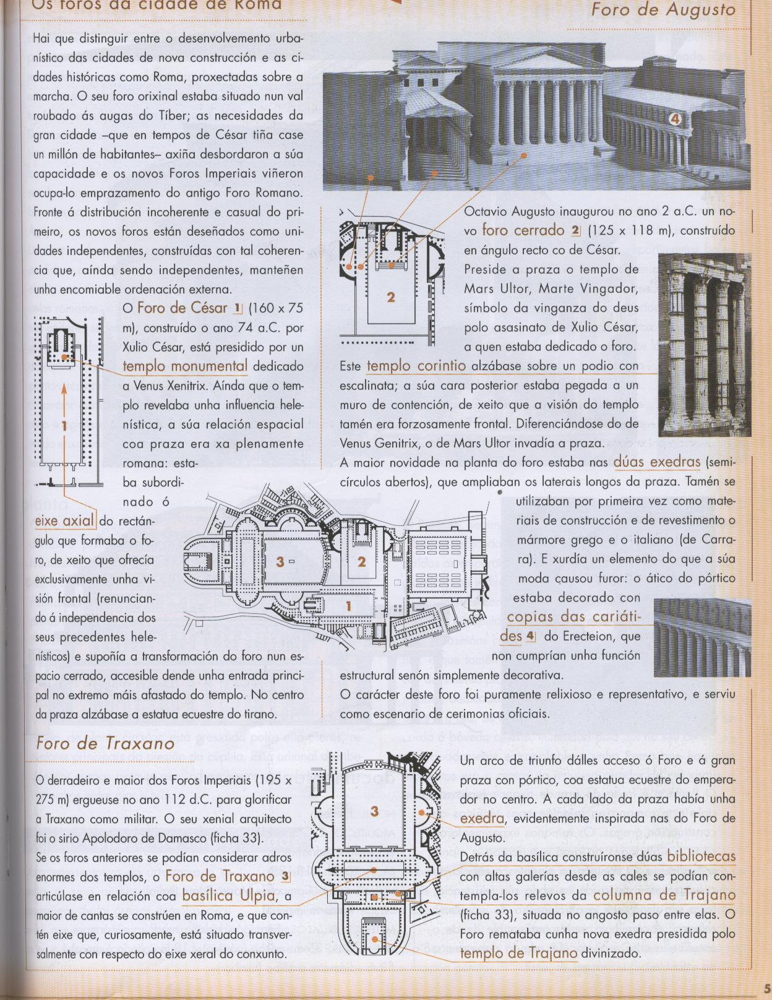 Os foros da cidade de Roma
Hai que distinguir entre o desenvolvemento urba-
nístico das cidades de nova construcción e as ci-
dades históricas como Roma, proxectadas sobre a
marcha. O seu foro orixinal estaba situado nun val
roubado ás augas do Tíber; as necesidades da
gran cidade –que en tempos de César tiña case
un millón de habitantes– axiña desbordaron a súa
capacidade e os novos Foros Imperiais viñeron
ocupa-lo emprazamento do antigo Foro Romano.
Fronte á distribución incoherente e casual do pri-
meiro, os novos foros están deseñados como uni-
dades independentes, construídas con tal coheren-
cia que, aínda sendo independentes, manteñen
unha encomiable ordenación externa.
O Foro de César 1 (160 x 75
m), construído o ano 74 a.C. por
Xulio César, está presidido por un
templo monumental dedicado
a Venus Xenitrix. Aínda que o tem-
plo revelaba unha influencia hele-
nística, a súa relación espacial
coa praza era xa plenamente
romana: esta-
ba subordi-
nado ó
eixe axial do rectán-
gulo que formaba o fo-
ro, de xeito que ofrecía
exclusivamente unha vi-
sión frontal (renuncian-
do á independencia dos
seus precedentes hele-
nísticos) e supoñía a transformación do foro nun es-
pacio cerrado, accesible dende unha entrada princi-
pal no extremo máis afastado do templo. No centro
da praza alzábase a estatua ecuestre do tirano.
1
3
2
1
Foro de Augusto
4
2
Octavio Augusto inaugurou no ano 2 a.C. un no-
vo foro cerrado 2 (125 x 118 m), construído
en ángulo recto co de César.
Preside a praza o templo de
Mars Ultor, Marte Vingador,
símbolo da vinganza do deus
polo asasinato de Xulio César,
a quen estaba dedicado o foro.
Este templo corintio alzábase sobre un podio con
escalinata; a súa cara posterior estaba pegada a un
muro de contención, de xeito que a visión do templo
tamén era forzosamente frontal. Diferenciándose do de
Venus Genitrix, o de Mars Ultor invadía a praza.
A maior novidade na planta do foro estaba nas dúas exedras (semi-
círculos abertos), que ampliaban os laterais longos da praza. Tamén se
utilizaban por primeira vez como mate-
riais de construcción e de revestimento o
mármore grego e o italiano (de Carra-
ra). E xurdía un elemento do que a súa
moda causou furor: o ático do pórtico
estaba decorado con
copias das cariáti-
des 4 do Erecteion, que
non cumprían unha función
estructural senón simplemente decorativa.
O carácter deste foro foi puramente relixioso e representativo, e serviu
como escenario de cerimonias oficiais.
Foro de Traxano
O derradeiro e maior dos Foros Imperiais (195 x
275 m) ergueuse no ano 112 d.C. para glorificar
a Traxano como militar. O seu xenial arquitecto
foi o sirio Apolodoro de Damasco (ficha 33).
Se os foros anteriores se podían considerar adros
enormes dos templos, o Foro de Traxano 3
articúlase en relación coa basílica Ulpia, a
maior de cantas se constrúen en Roma, e que con-
tén eixe que, curiosamente, está situado transver-
salmente con respecto do eixe xeral do conxunto.
3
Un arco de triunfo dálles acceso ó Foro e á gran
praza con pórtico, coa estatua ecuestre do empera-
dor no centro. A cada lado da praza había unha
exedra, evidentemente inspirada nas do Foro de
Augusto.
Detrás da basílica construíronse dúas bibliotecas
con altas galerías desde as cales se podían con-
templa-los relevos da columna de Trajano
(ficha 33), situada no angosto paso entre elas. O
Foro remataba cunha nova exedra presidida polo
templo de Trajano divinizado.
5